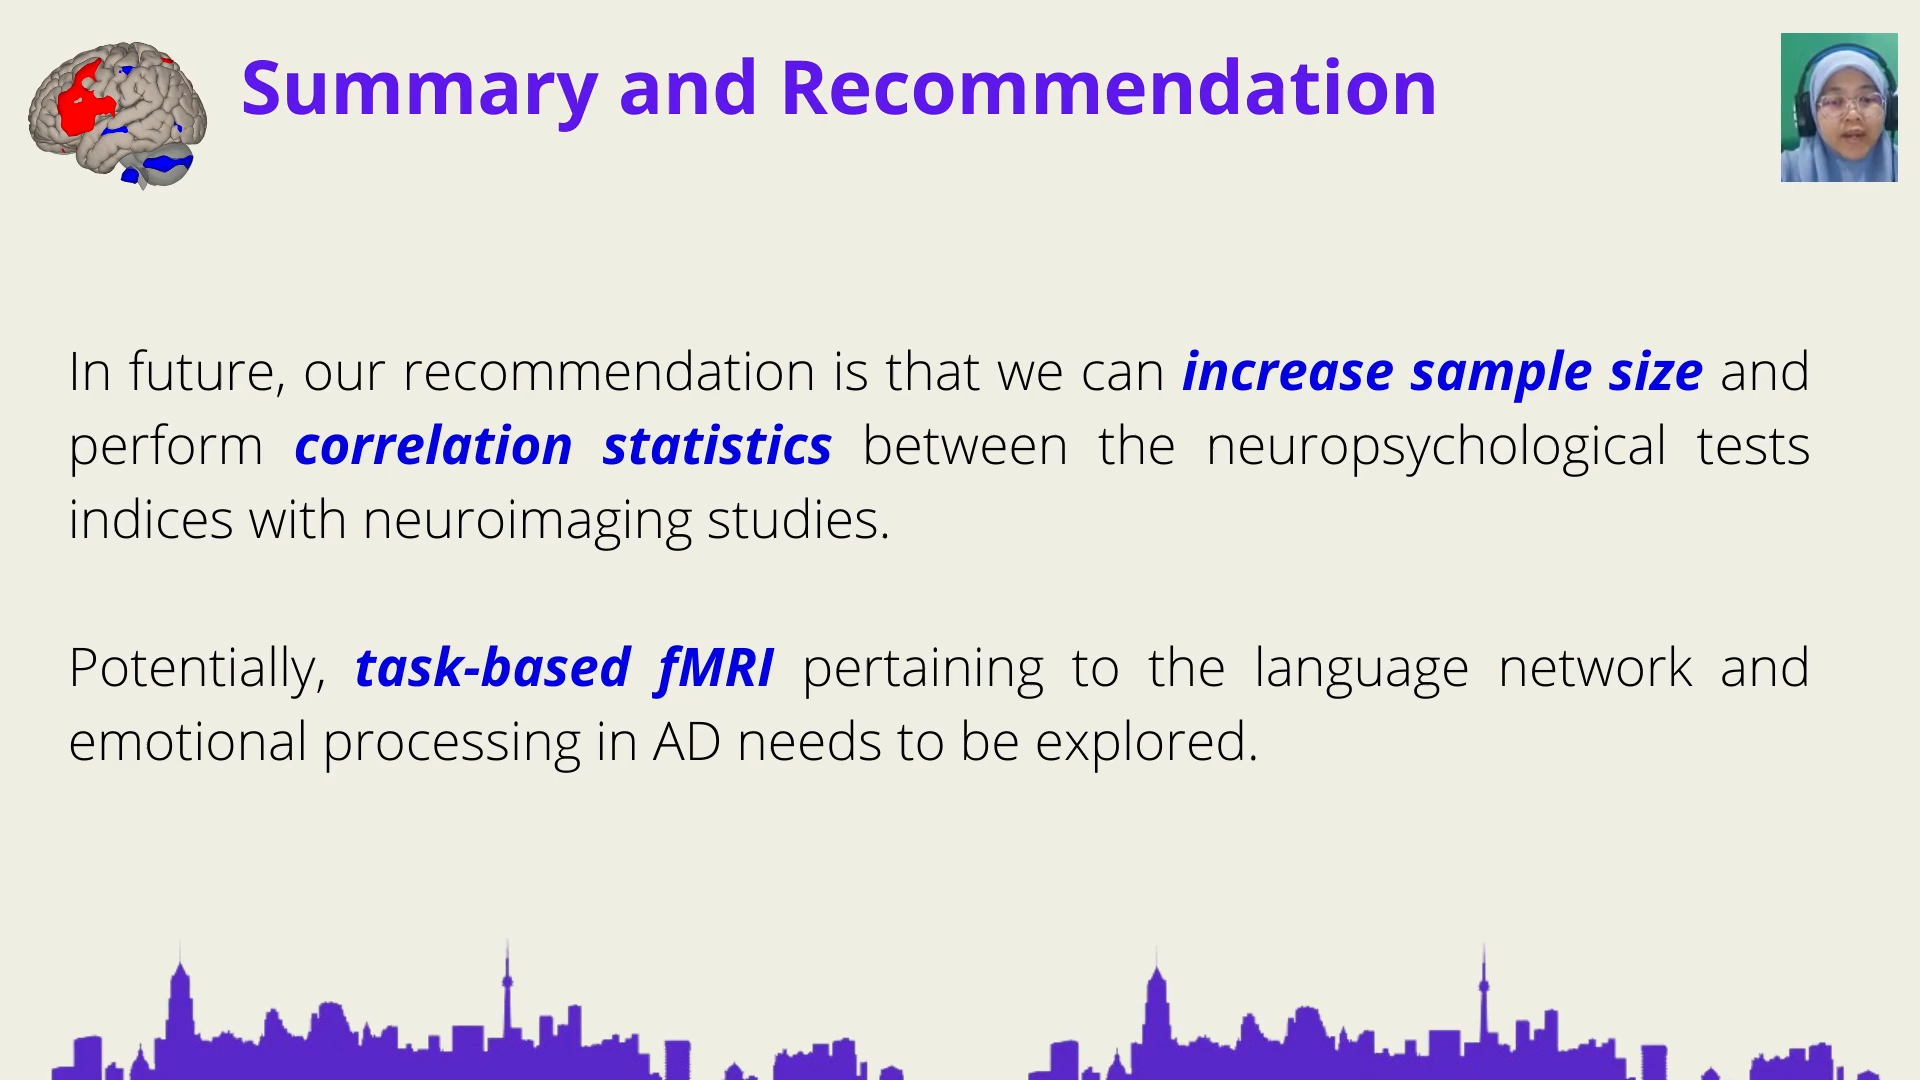 Summary and Recommendation
In future, our recommendation is that we can increase sample size and
perform correlation statistics between the neuropsychological tests
indices with neuroimaging studies.
Potentially, task-based fMRI pertaining to the language network and
emotional processing in AD needs to be explored.